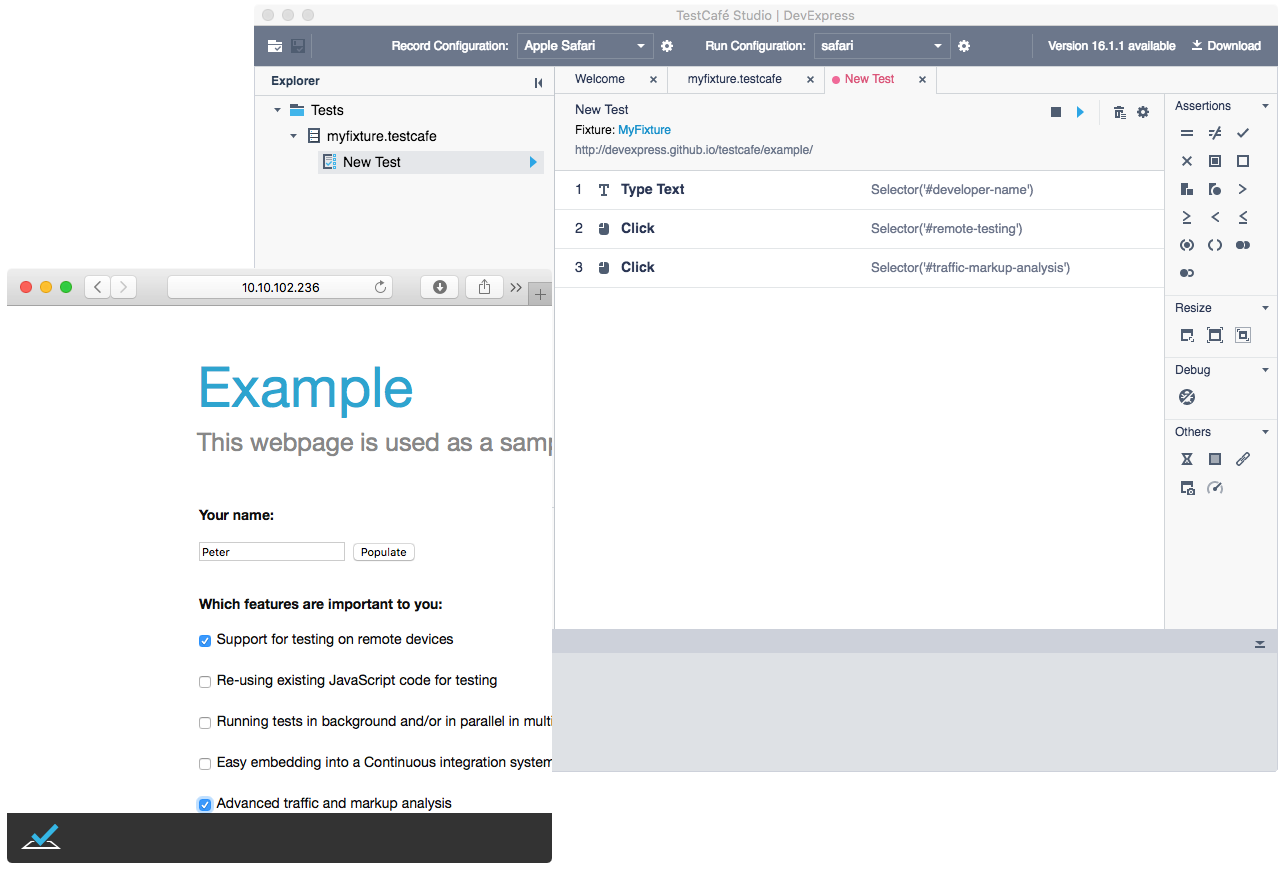 TestCafé Studio | DevExpress
Record Configuration: Apple Safari Run Configuration: safari Version 16.1.1 available Download
Explorer
Tests
myfixture.testcafe
New Test
Welcome myfixture.testcafe New Test
New Test
Fixture: MyFixture
http://devexpress.github.io/testcafe/example/
1 Type Text Selector('#developer-name')
2 Click Selector('#remote-testing')
3 Click Selector('#traffic-markup-analysis')
Assertions
Resize
Debug
Others
10.10.102.236
Example
This webpage is used as a samp
Your name:
Peter Populate
Which features are important to you:
Support for testing on remote devices
Re-using existing JavaScript code for testing
Running tests in background and/or in parallel in multi
Easy embedding into a Continuous integration system
Advanced traffic and markup analysis